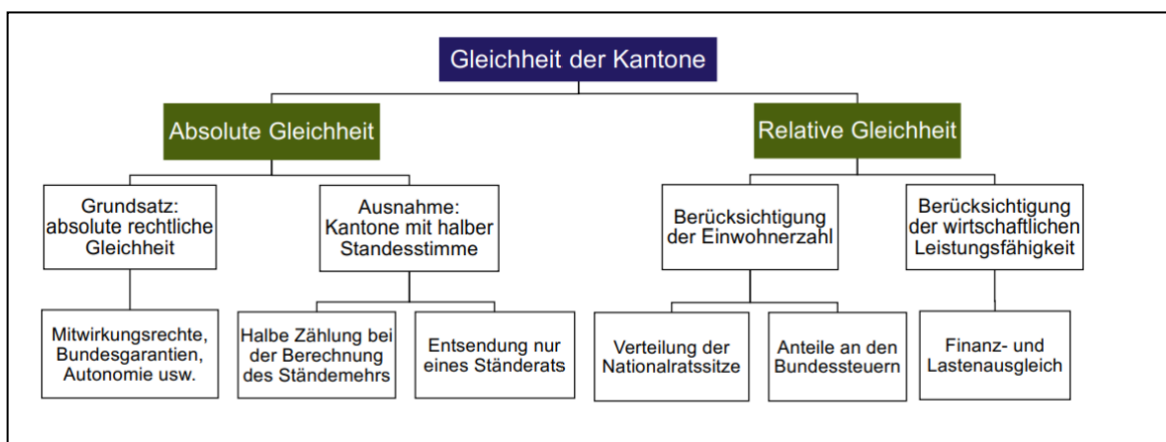 Gleichheit der Kantone
Absolute Gleichheit
Relative Gleichheit
Grundsatz:
absolute rechtliche
Gleichheit
Ausnahme:
Kantone mit halber
Standesstimme
Berücksichtigung
der Einwohnerzahl
Berücksichtigung
der wirtschaftlichen
Leistungsfähigkeit
Mitwirkungsrechte,
Bundesgarantien,
Autonomie usw.
Halbe Zählung bei
der Berechnung
des Ständemehrs
Entsendung nur
eines Ständerats
Verteilung der
Nationalratssitze
Anteile an den
Bundessteuern
Finanz- und
Lastenausgleich